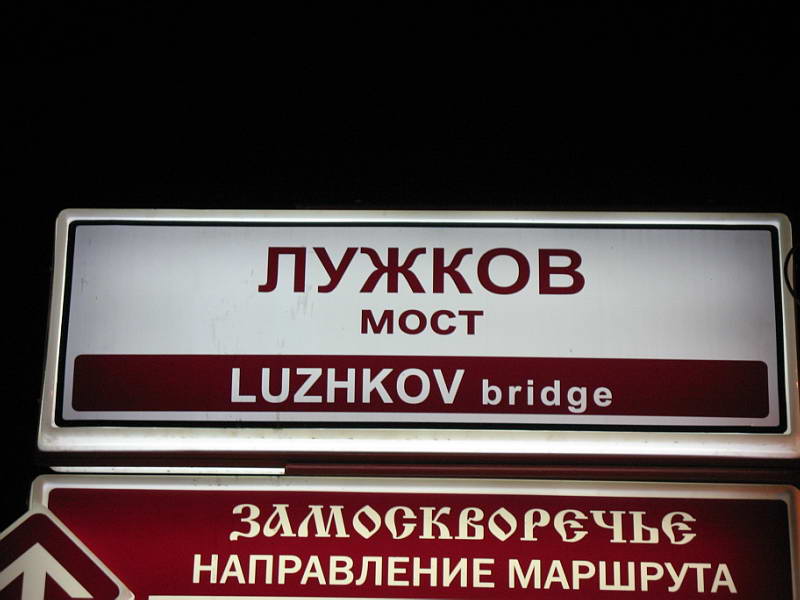 ЛУЖКОВ
мост
LUZHKOV bridge
ЗАМОСКВОРЕЧЬЕ
НАПРАВЛЕНИЕ МАРШРУТА